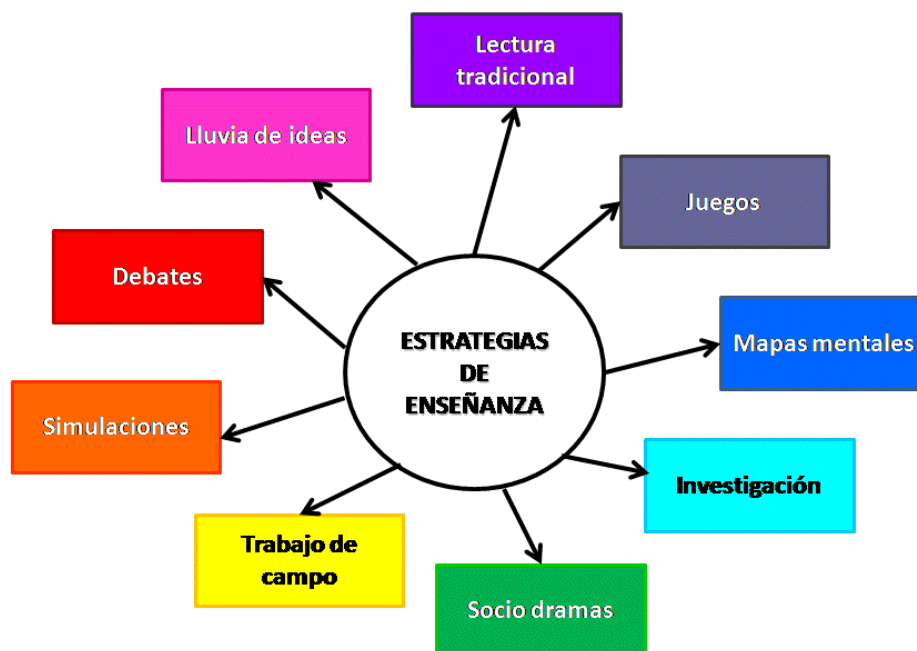 Lectura
tradicional
Lluvia de ideas
Juegos
Debates
Mapas mentales
ESTRATEGIAS
DE
ENSEÑANZA
Simulaciones
Investigación
Trabajo de
campo
Socio dramas